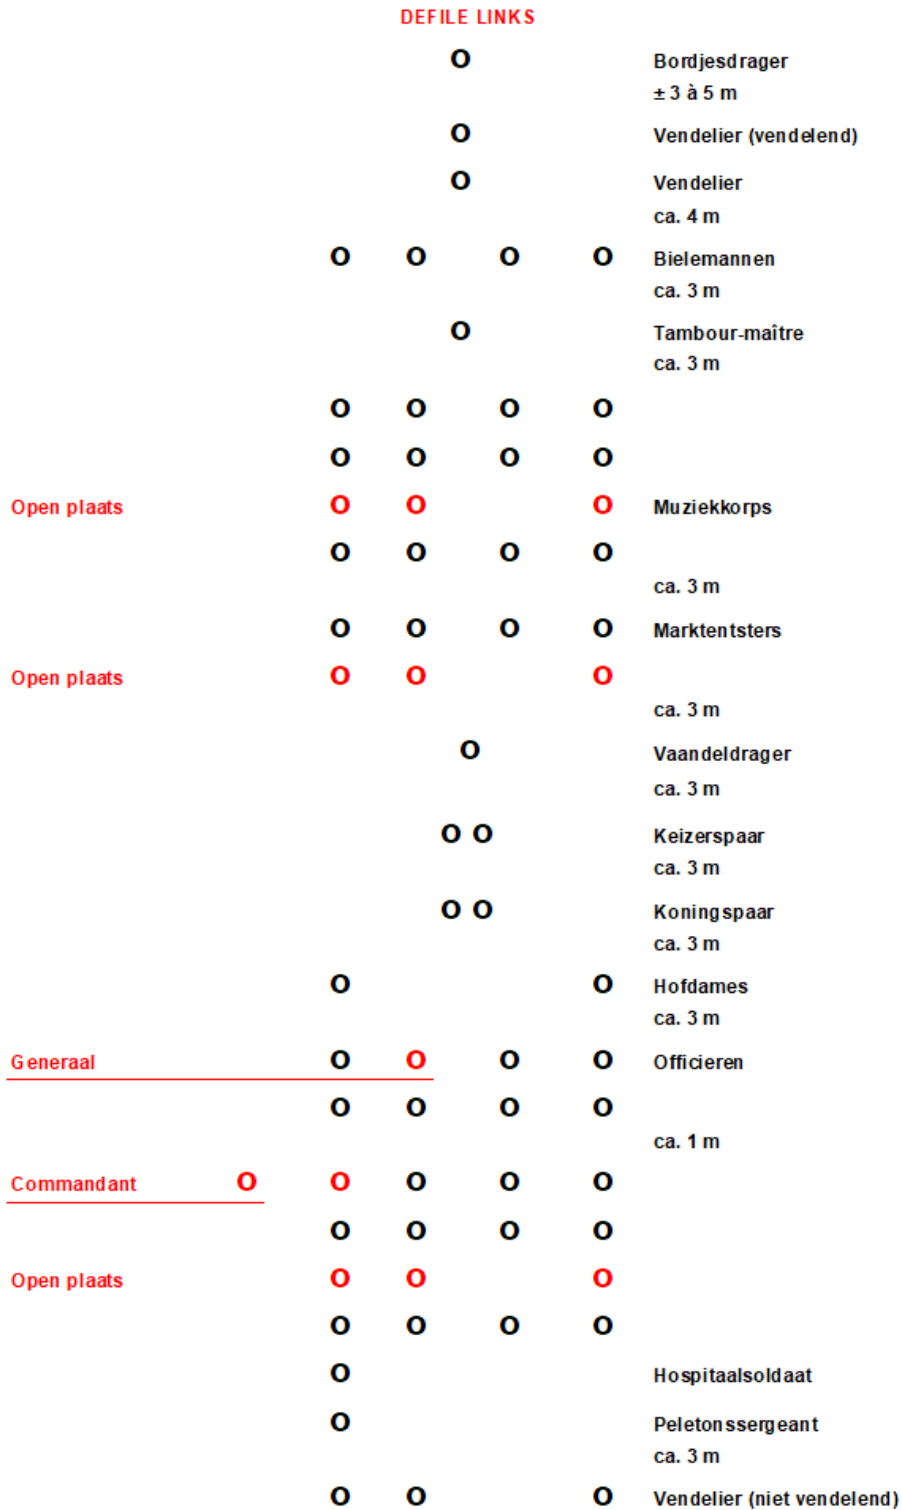 DEFILE LINKS
O Bordjesdrager
± 3 à 5 m
O Vendelier (vendelend)
O Vendelier
ca. 4 m
O O O O Bielemannen
ca. 3 m
O Tambour-maître
ca. 3 m
O O O O
O O O O
Open plaats O O O Muziekkorps
O O O O
ca. 3 m
O O O O Marktentsters
Open plaats O O O
ca. 3 m
O Vaandeldrager
ca. 3 m
O O Keizerspaar
ca. 3 m
O O Koningspaar
ca. 3 m
O O Hofdames
ca. 3 m
Generaal O O O O Officieren
O O O O
ca. 1 m
Commandant O O O O O
O O O O
Open plaats O O O
O O O O
O Hospitaalsoldaat
O Peletonssergeant
ca. 3 m
O O O Vendelier (niet vendelend)